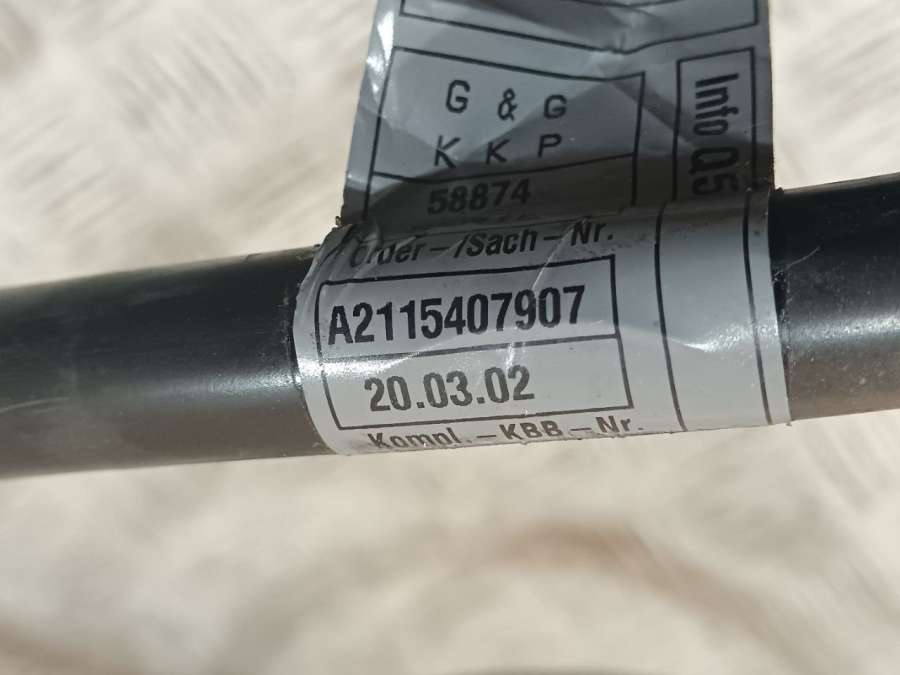 G & G
K K P
58874
Info Q5
Order-/Sach-Nr.
A2115407907
20.03.02
Kompl.-KBB.-Nr.